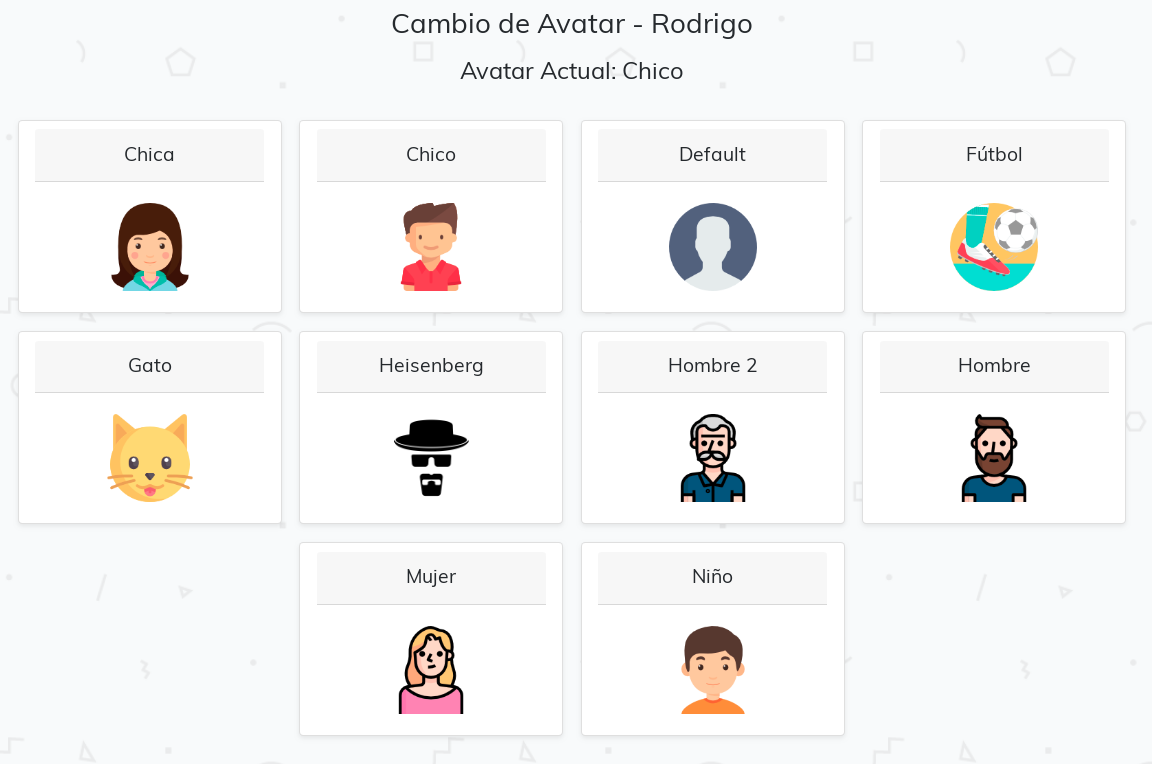 Cambio de Avatar - Rodrigo
Avatar Actual: Chico
Chica
Chico
Default
Fútbol
Gato
Heisenberg
Hombre 2
Hombre
Mujer
Niño